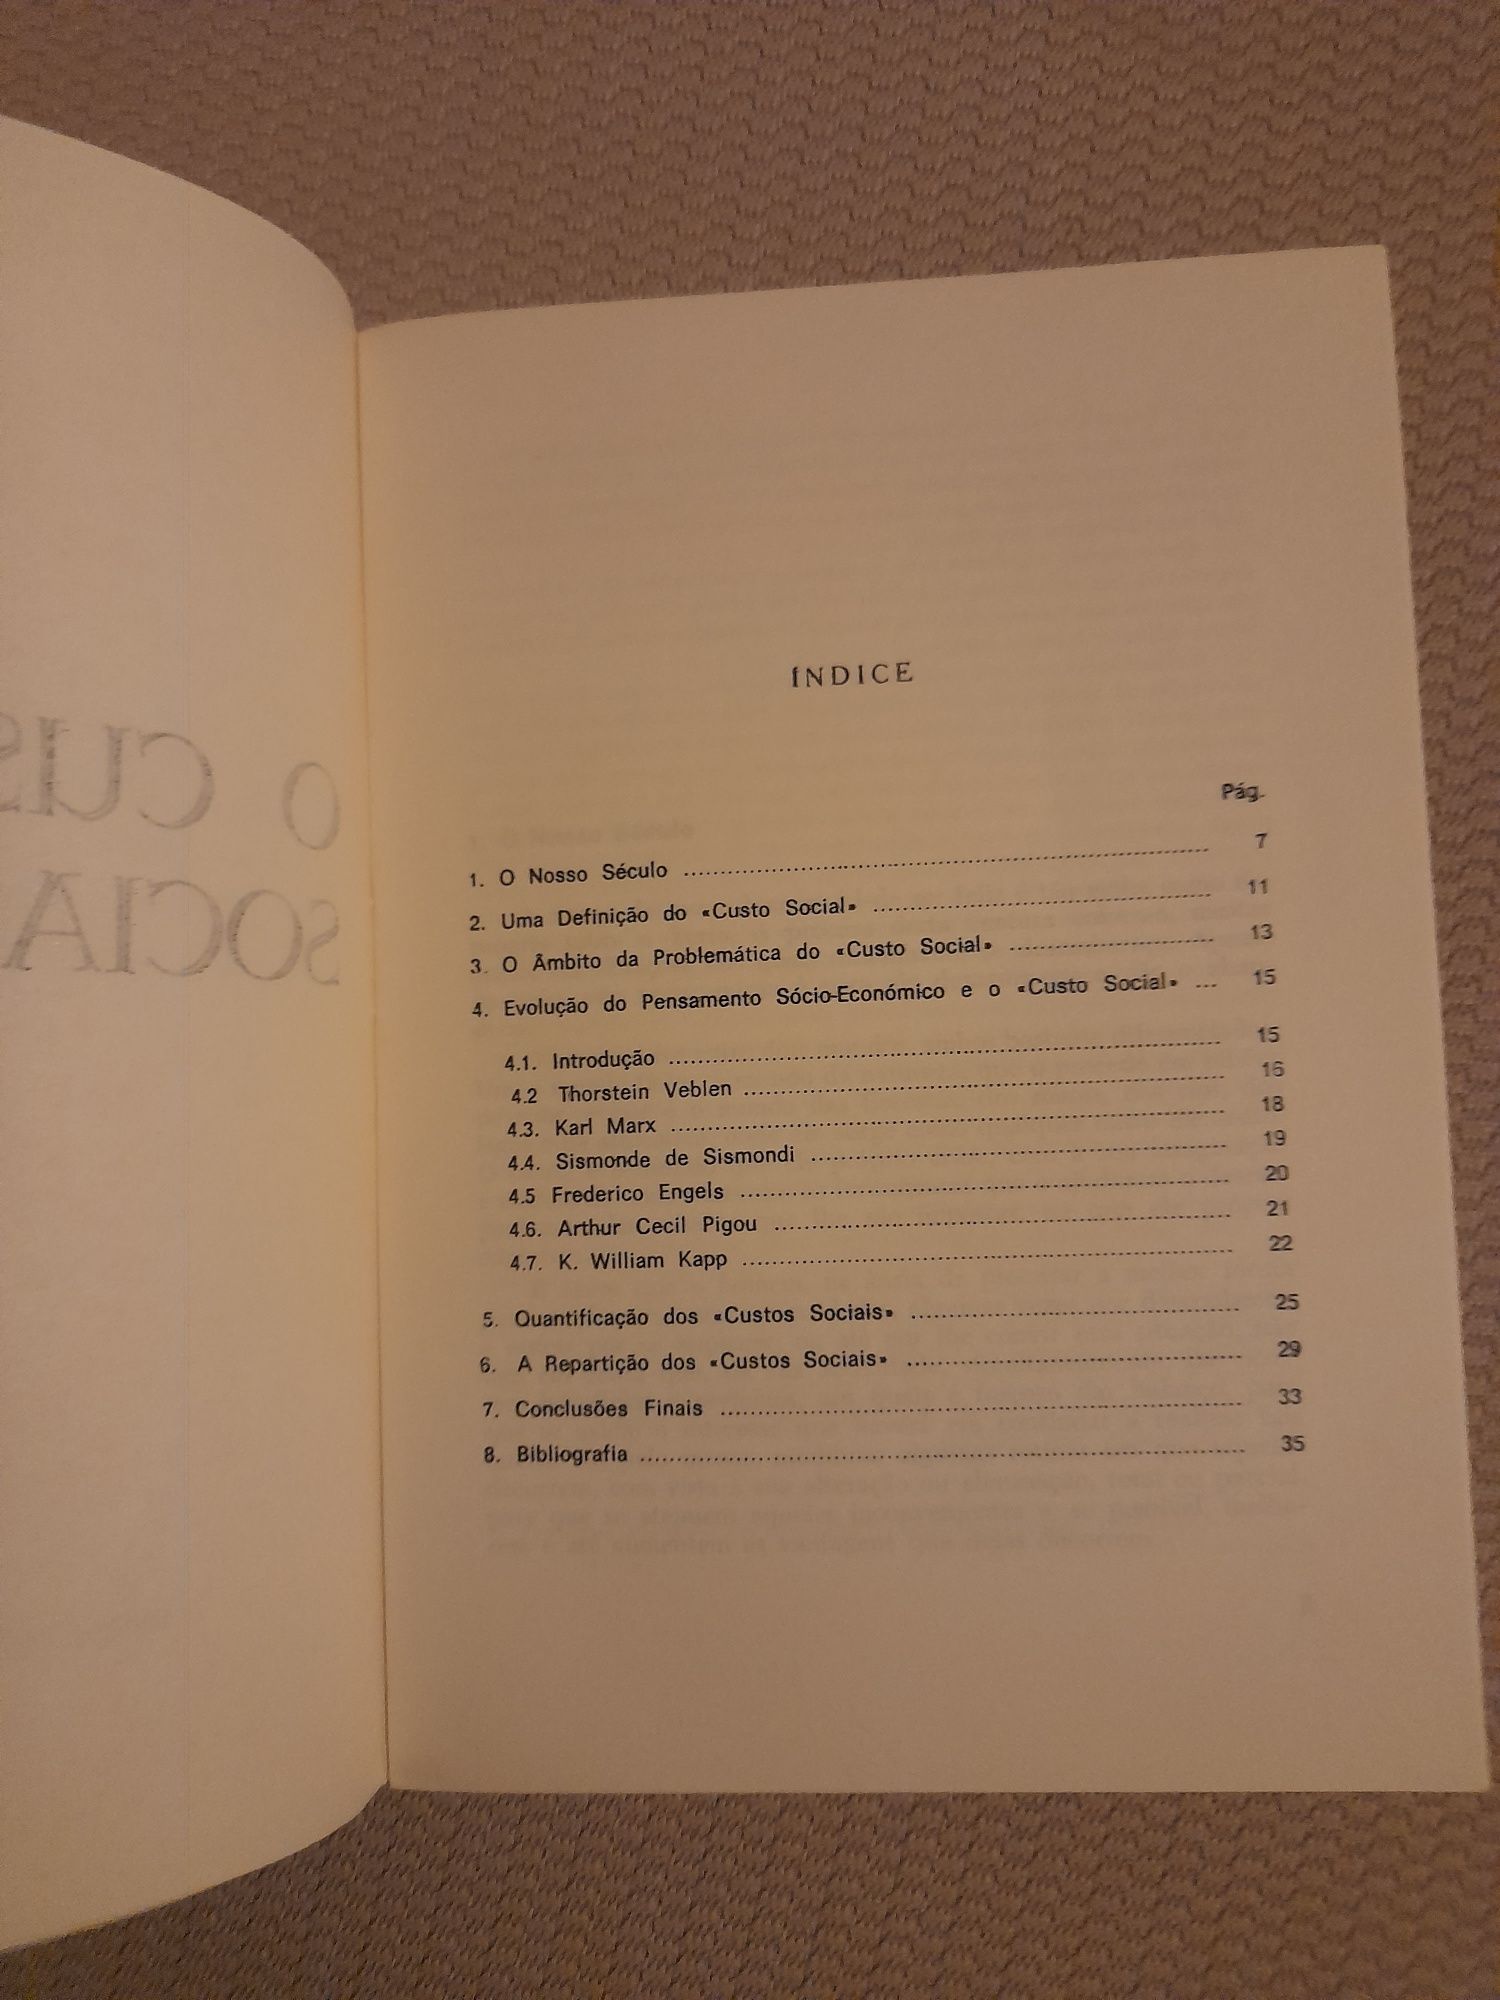 ÍNDICE
Pág.
1. O Nosso Século ........................ 7
2. Uma Definição do «Custo Social» ........................ 11
3. O Âmbito da Problemática do «Custo Social» ........................ 13
4. Evolução do Pensamento Sócio-Económico e o «Custo Social» ... 15
4.1. Introdução ........................ 15
4.2 Thorstein Veblen ........................ 16
4.3. Karl Marx ........................ 18
4.4. Sismonde de Sismondi ........................ 19
4.5 Frederico Engels ........................ 20
4.6. Arthur Cecil Pigou ........................ 21
4.7. K. William Kapp ........................ 22
5. Quantificação dos «Custos Sociais» ........................ 25
6. A Repartição dos «Custos Sociais» ........................ 29
7. Conclusões Finais ........................ 33
8. Bibliografia ........................ 35